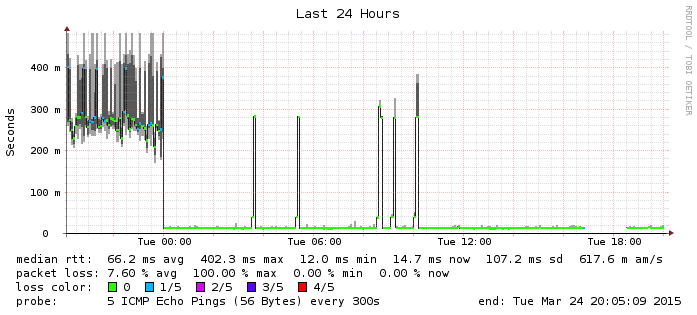 Last 24 Hours
RRDTOOL / TOBI OETIKER
Seconds
400 m
300 m
200 m
100 m
0
Tue 00:00 Tue 06:00 Tue 12:00 Tue 18:00
median rtt: 66.2 ms avg 402.3 ms max 12.0 ms min 14.7 ms now 107.2 ms sd 617.6 m am/s
packet loss: 7.60 % avg 100.00 % max 0.00 % min 0.00 % now
loss color: 0 1/5 2/5 3/5 4/5
probe: 5 ICMP Echo Pings (56 Bytes) every 300s end: Tue Mar 24 20:05:09 2015